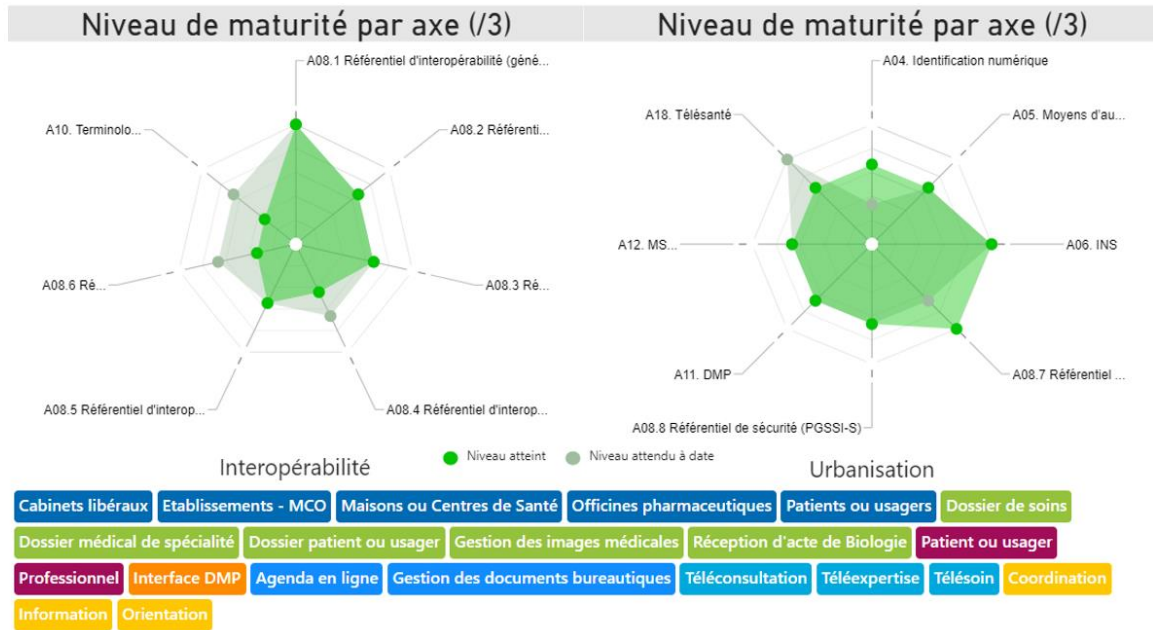 Niveau de maturité par axe (/3)
Niveau de maturité par axe (/3)
A08.1 Référentiel d'interopérabilité (géné...
A10. Terminolo...
A08.2 Référenti...
A08.6 Ré...
A08.3 Ré...
A08.5 Référentiel d'interop...
A08.4 Référentiel d'interop...
A04. Identification numérique
A18. Télésanté
A05. Moyens d'au...
A12. MS...
A06. INS
A11. DMP
A08.7 Référentiel ...
A08.8 Référentiel de sécurité (PGSSI-S)
Interopérabilité
Niveau atteint
Niveau attendu à date
Urbanisation
Cabinets libéraux Etablissements - MCO Maisons ou Centres de Santé Officines pharmaceutiques Patients ou usagers Dossier de soins
Dossier médical de spécialité Dossier patient ou usager Gestion des images médicales Réception d'acte de Biologie Patient ou usager
Professionnel Interface DMP Agenda en ligne Gestion des documents bureautiques Téléconsultation Téléexpertise Télésoin Coordination
Information Orientation